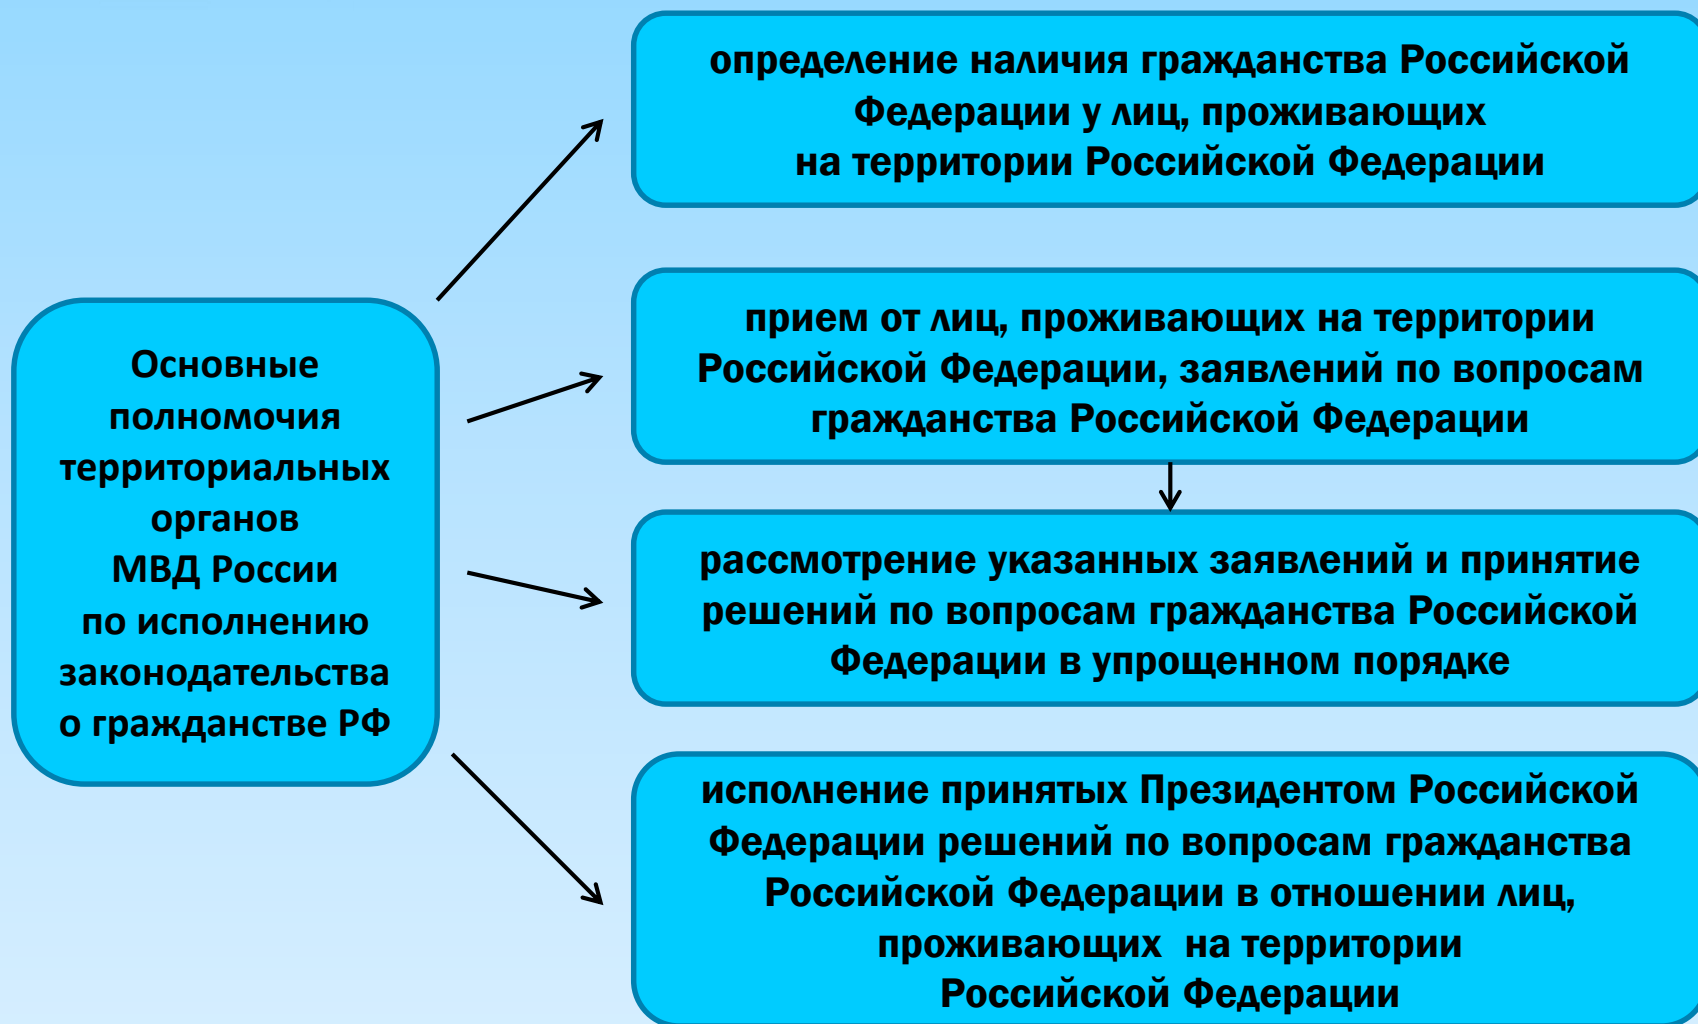 Основные
полномочия
территориальных
органов
МВД России
по исполнению
законодательства
о гражданстве РФ
определение наличия гражданства Российской
Федерации у лиц, проживающих
на территории Российской Федерации
прием от лиц, проживающих на территории
Российской Федерации, заявлений по вопросам
гражданства Российской Федерации
рассмотрение указанных заявлений и принятие
решений по вопросам гражданства Российской
Федерации в упрощенном порядке
исполнение принятых Президентом Российской
Федерации решений по вопросам гражданства
Российской Федерации в отношении лиц,
проживающих на территории
Российской Федерации